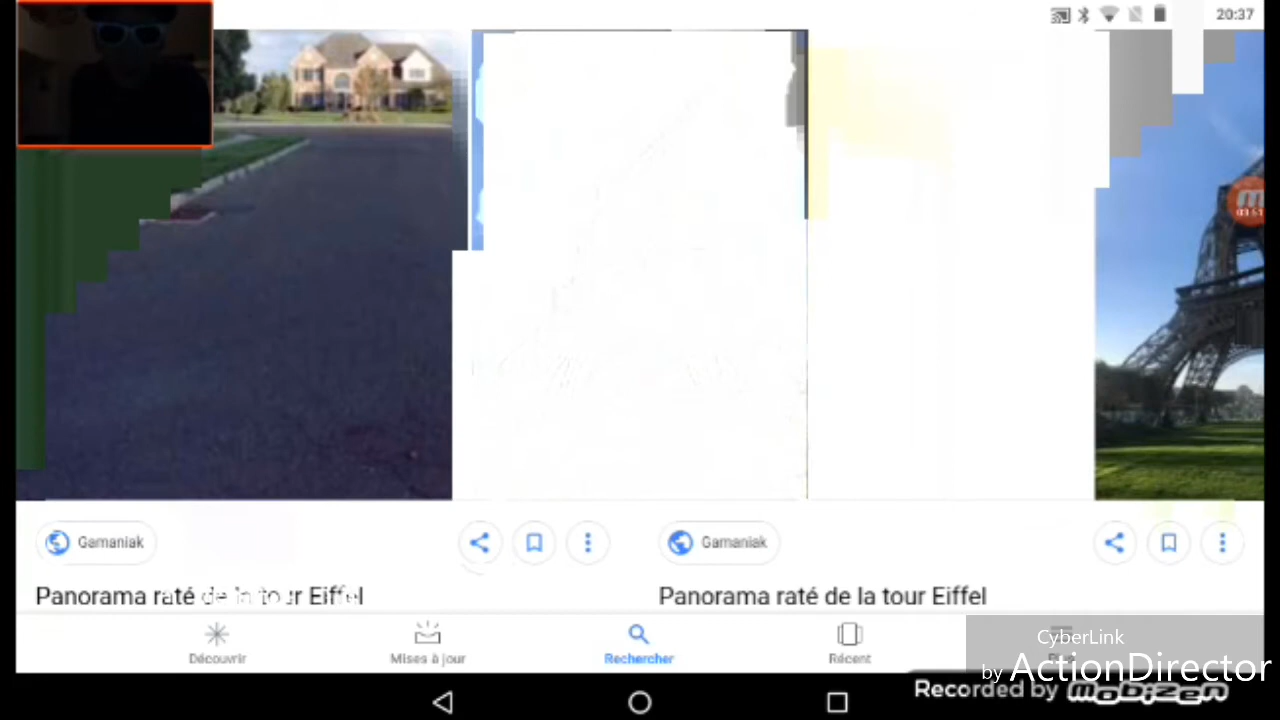 20:37
Gamaniak
Gamaniak
Panorama raté de la tour Eiffel
Panorama raté de la tour Eiffel
Découvrir
Mises à jour
Rechercher
Récent
CyberLink
by ActionDirector
Recorded by mobizen